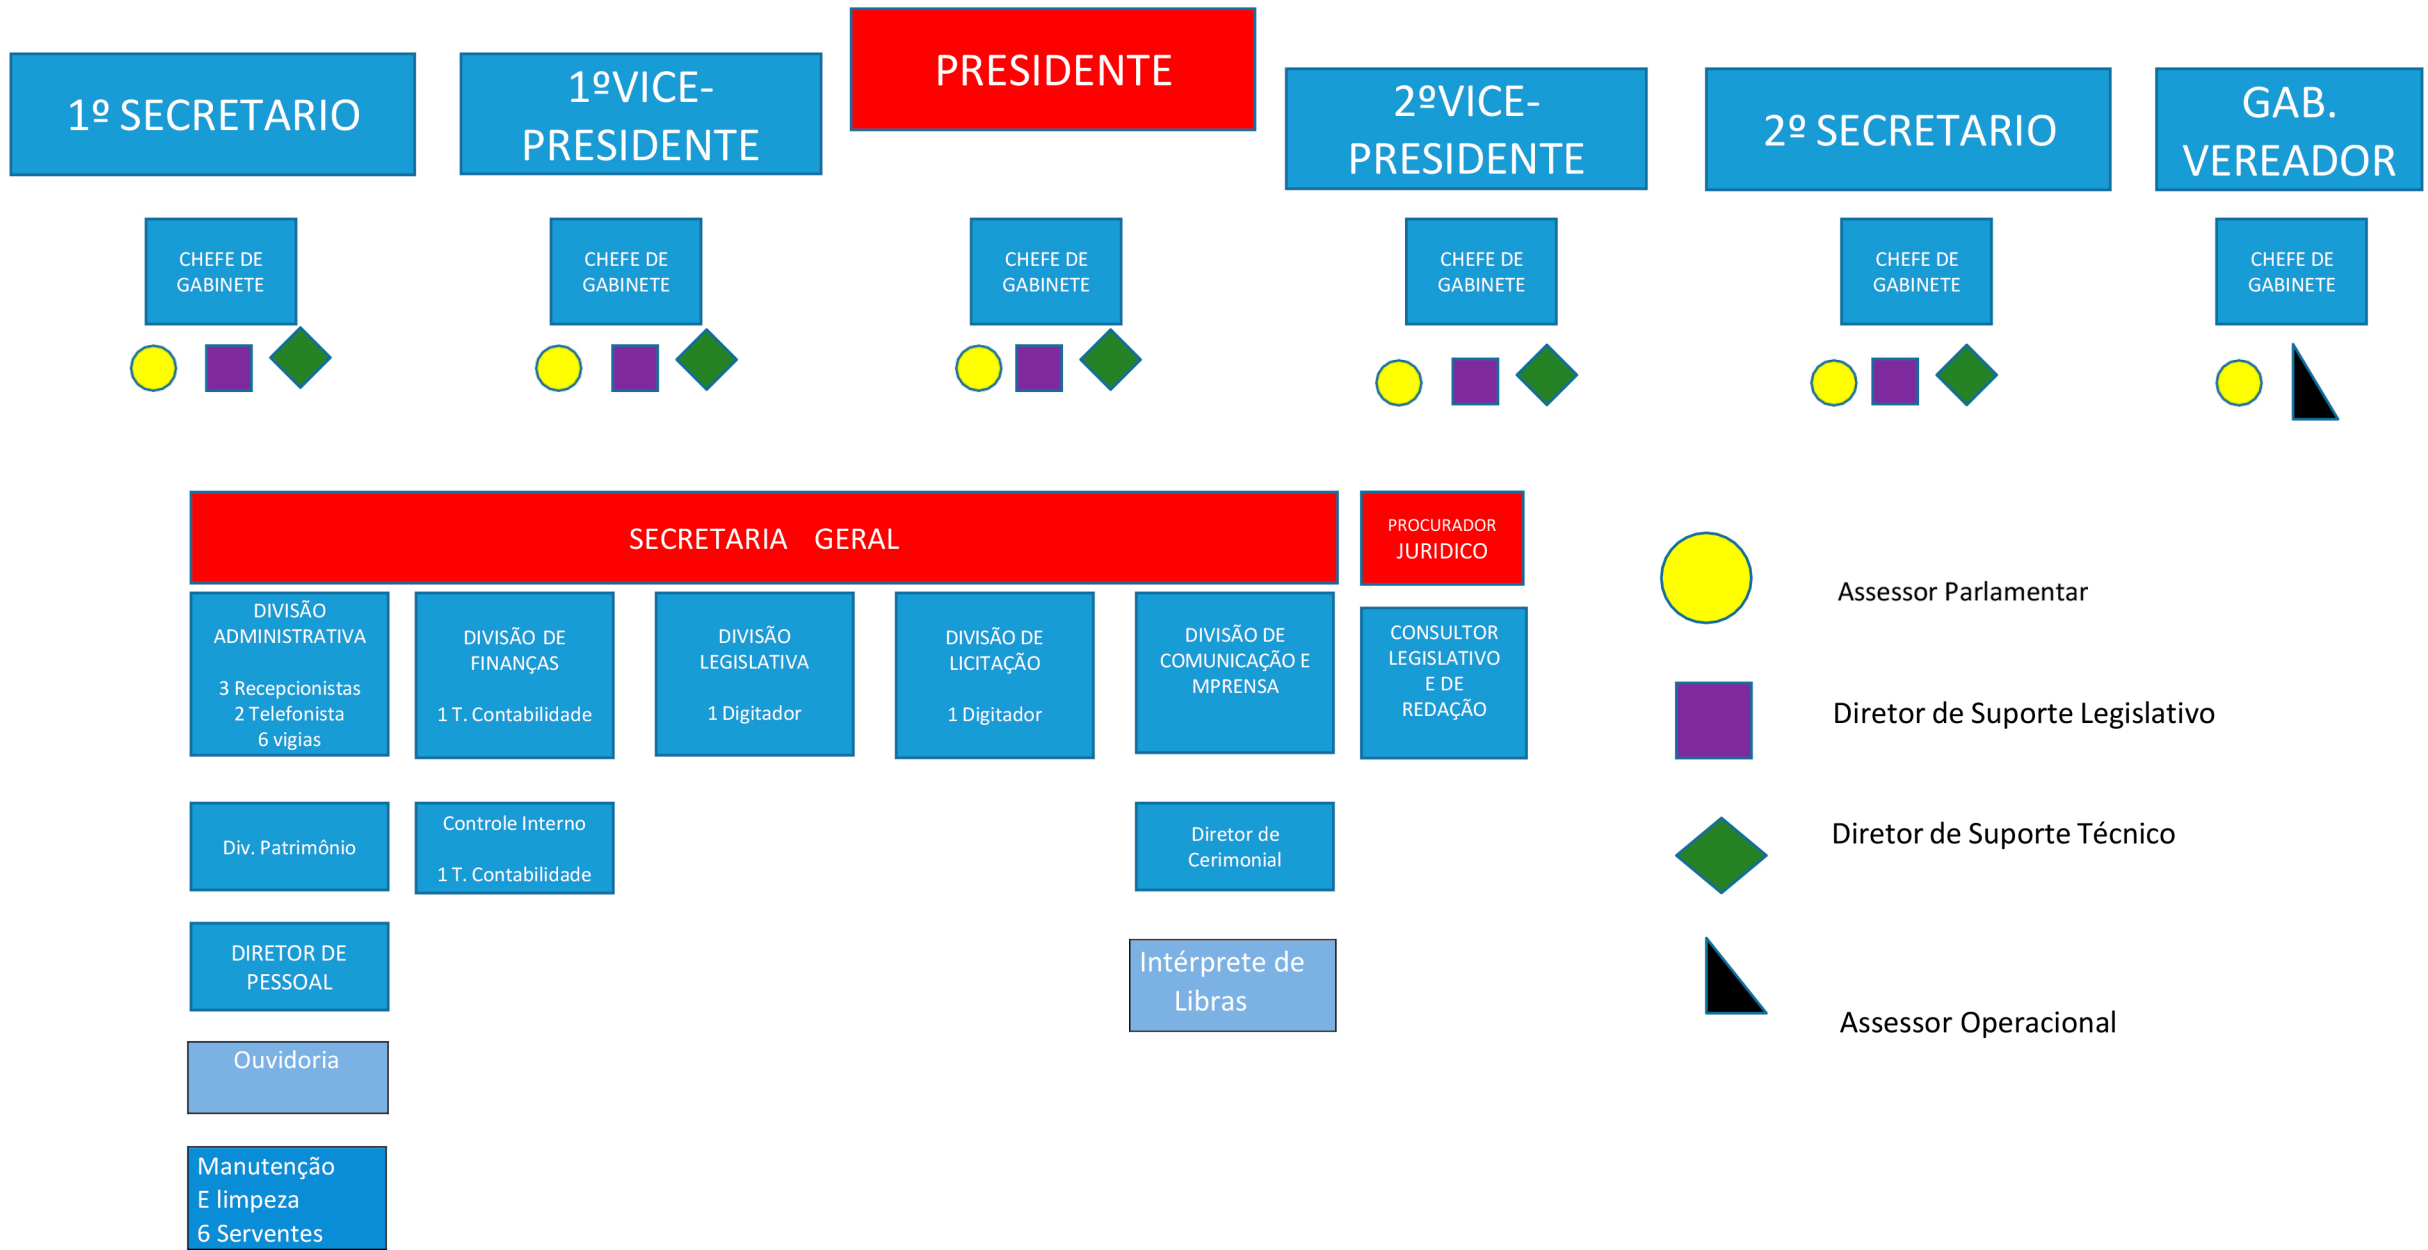 PRESIDENTE
1º SECRETARIO
1ºVICE-
PRESIDENTE
2ºVICE-
PRESIDENTE
2º SECRETARIO
GAB.
VEREADOR
CHEFE DE
GABINETE
CHEFE DE
GABINETE
CHEFE DE
GABINETE
CHEFE DE
GABINETE
CHEFE DE
GABINETE
CHEFE DE
GABINETE
SECRETARIA GERAL
PROCURADOR
JURIDICO
DIVISÃO
ADMINISTRATIVA
3 Recepcionistas
2 Telefonista
6 vigias
DIVISÃO DE
FINANÇAS
1 T. Contabilidade
DIVISÃO
LEGISLATIVA
1 Digitador
DIVISÃO DE
LICITAÇÃO
1 Digitador
DIVISÃO DE
COMUNICAÇÃO E
MPRENSA
CONSULTOR
LEGISLATIVO
E DE
REDAÇÃO
Div. Patrimônio
Controle Interno
1 T. Contabilidade
Diretor de
Cerimonial
DIRETOR DE
PESSOAL
Intérprete de
Libras
Ouvidoria
Manutenção
E limpeza
6 Serventes
Assessor Parlamentar
Diretor de Suporte Legislativo
Diretor de Suporte Técnico
Assessor Operacional